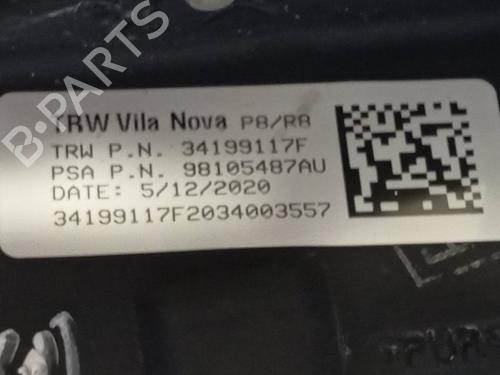 TRW Vila Nova P8/R8
TRW P.N. 34199117F
PSA P.N. 98105487AU
DATE: 5/12/2020
34199117F2034003557
B-PARTS